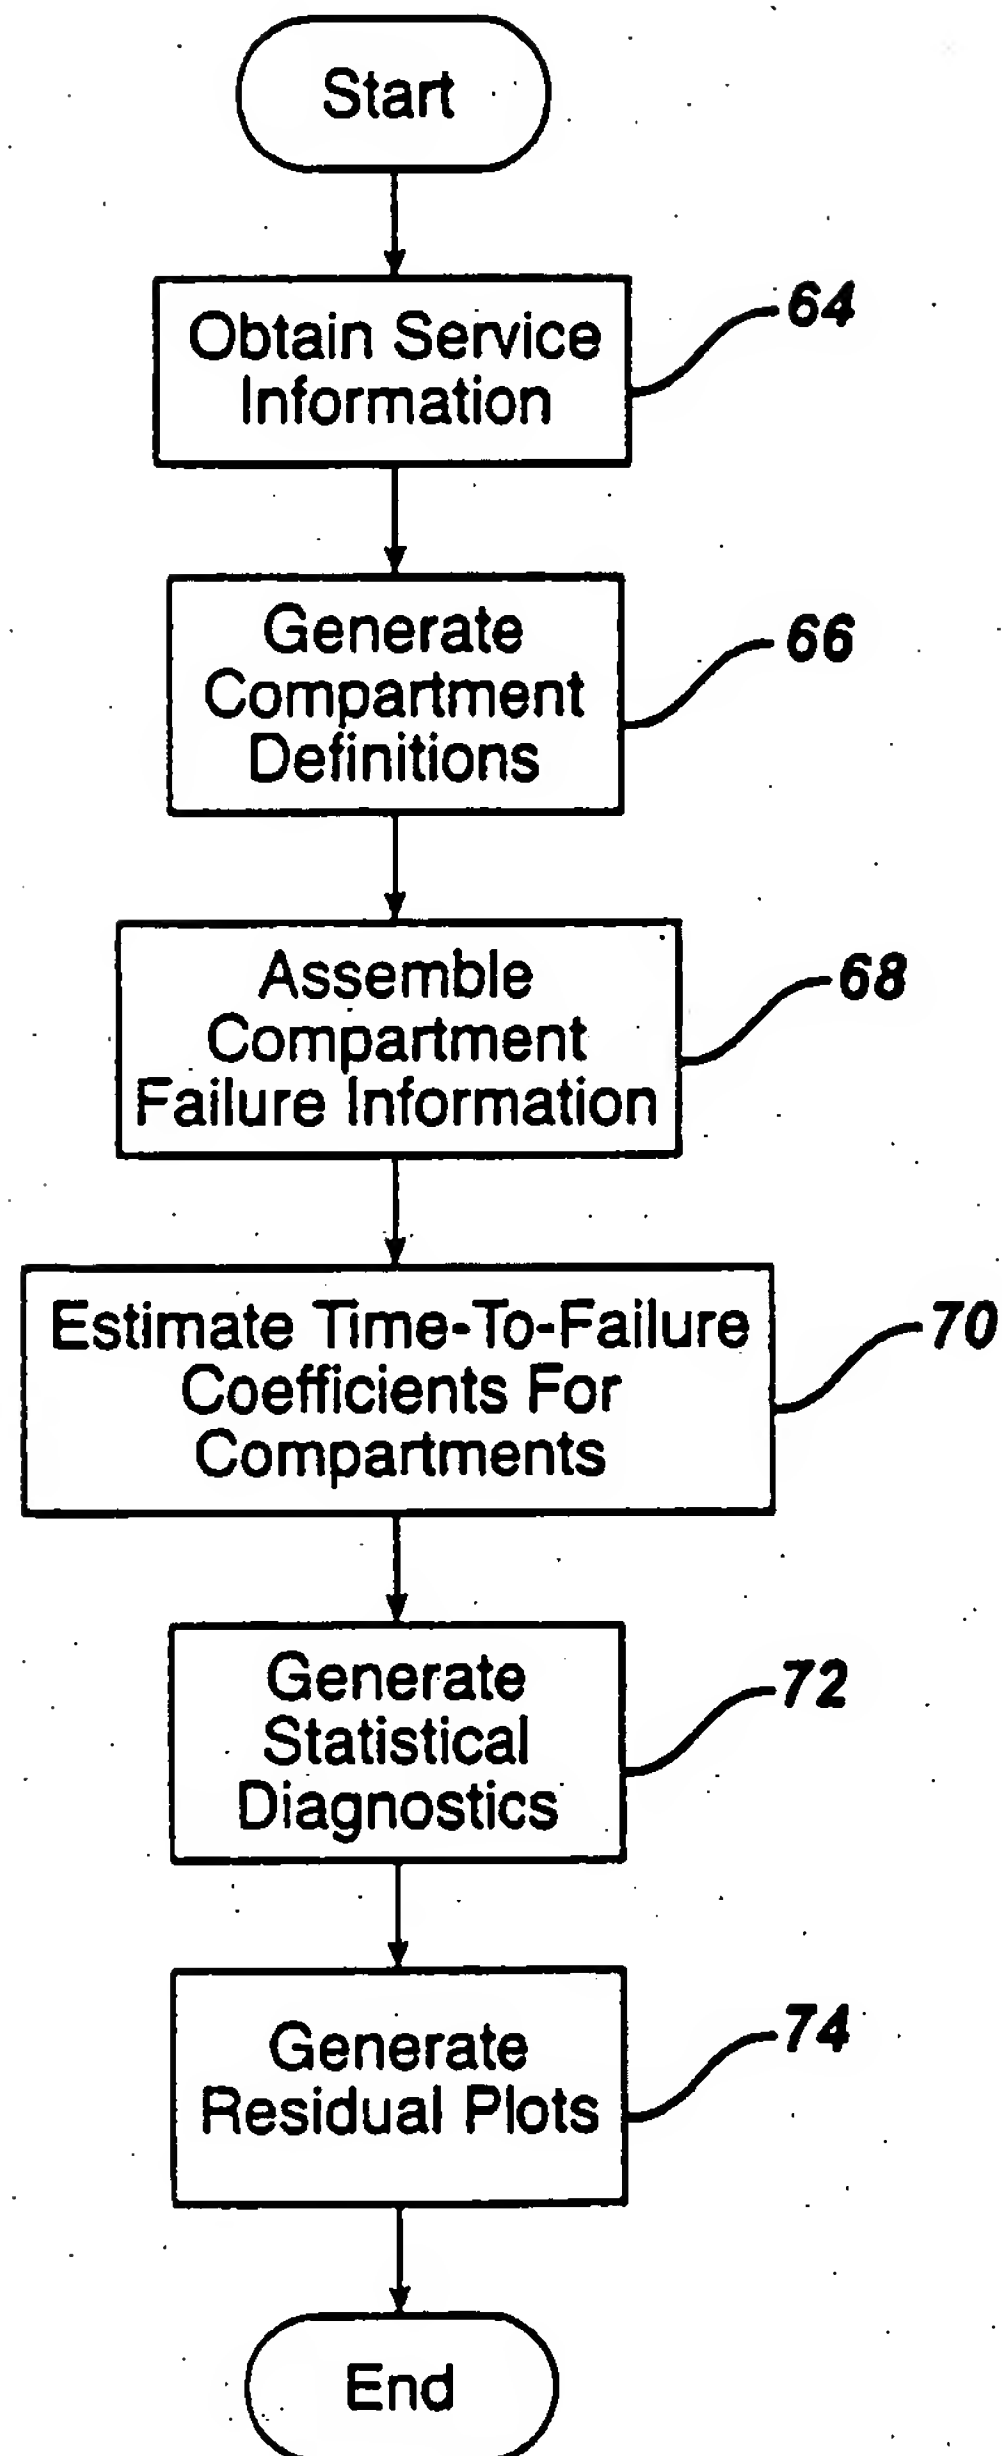 Start
Obtain Service
Information
64
Generate
Compartment
Definitions
66
Assemble
Compartment
Failure Information
68
Estimate Time-To-Failure
Coefficients For
Compartments
70
Generate
Statistical
Diagnostics
72
Generate
Residual Plots
74
End